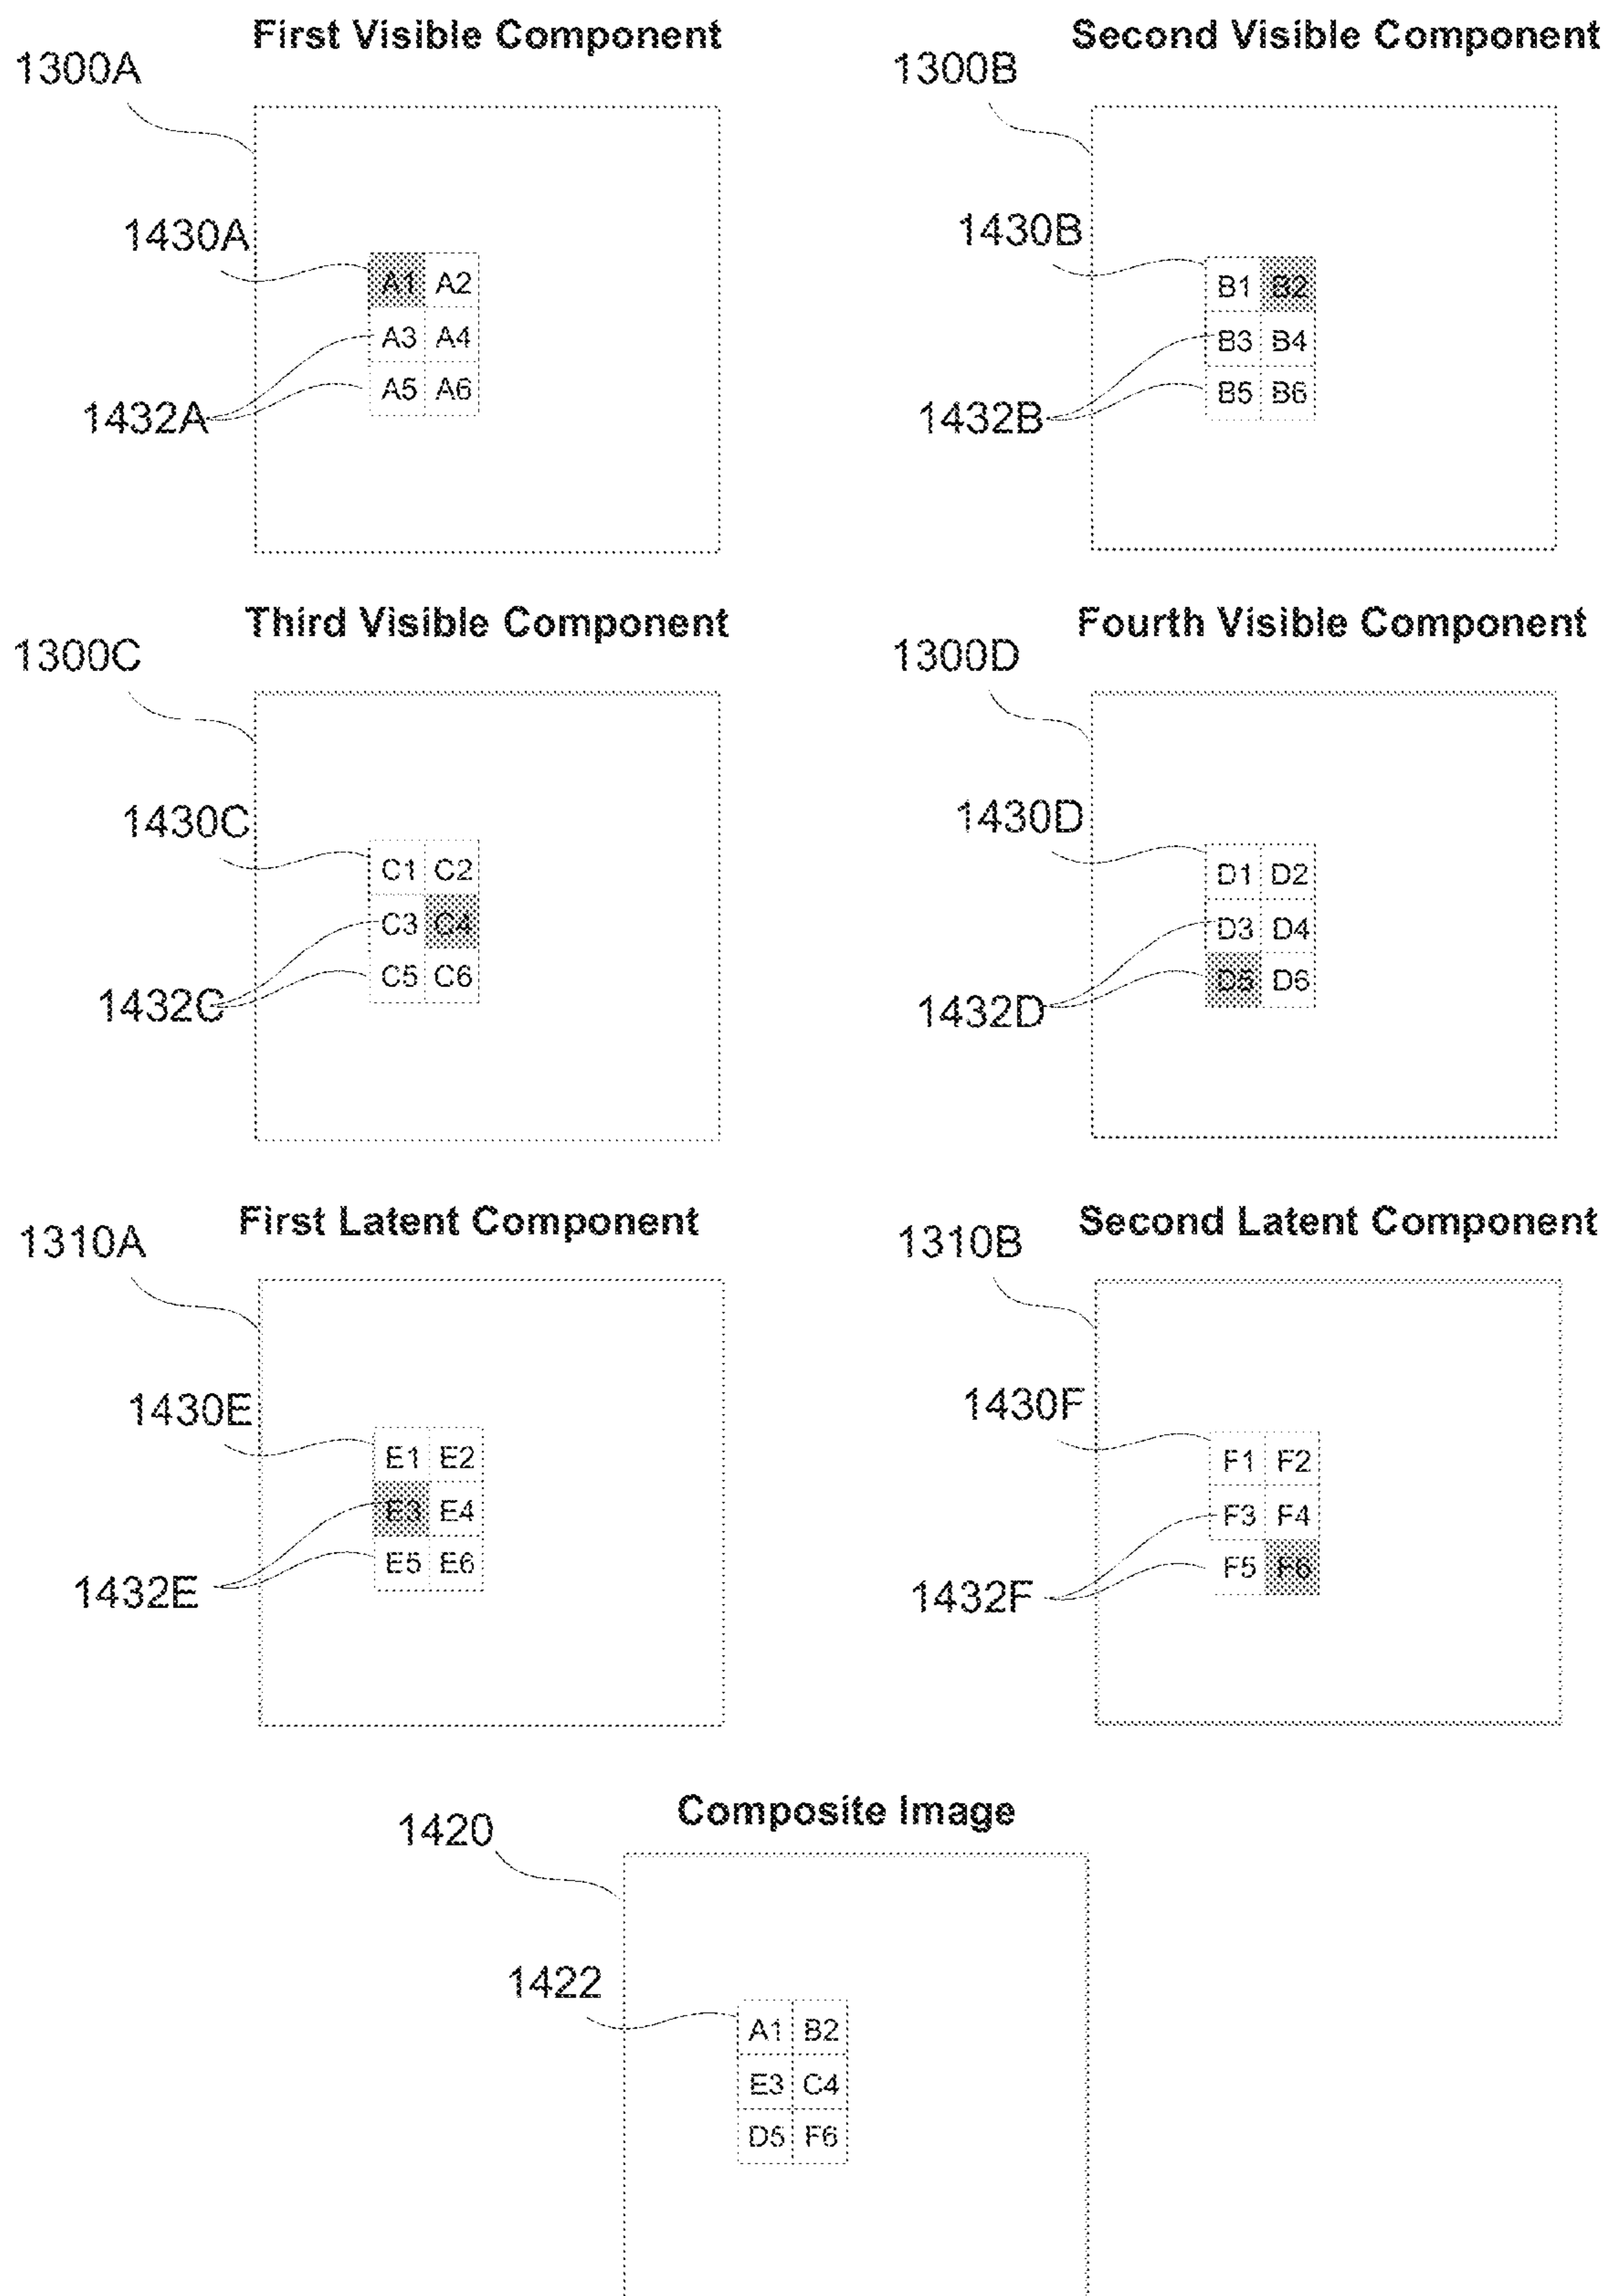 First Visible Component
1300A
1430A
A1 A2
A3 A4
A5 A6
1432A
Second Visible Component
1300B
1430B
B1 B2
B3 B4
B5 B6
1432B
Third Visible Component
1300C
1430C
C1 C2
C3 C4
C5 C6
1432C
Fourth Visible Component
1300D
1430D
D1 D2
D3 D4
D5 D6
1432D
First Latent Component
1310A
1430E
E1 E2
E3 E4
E5 E6
1432E
Second Latent Component
1310B
1430F
F1 F2
F3 F4
F5 F6
1432F
Composite Image
1420
1422
A1 B2
E3 C4
D5 F6